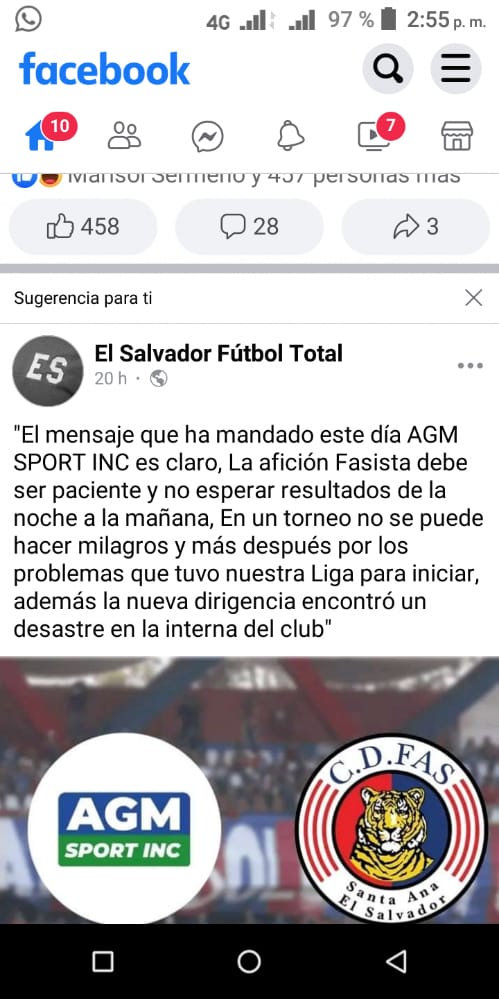 4G 97 % 2:55 p. m.
facebook
10
7
Marisol Sermeño y 457 personas más
458 28 3
Sugerencia para ti
El Salvador Fútbol Total
20 h ·
"El mensaje que ha mandado este día AGM
SPORT INC es claro, La afición Fasista debe
ser paciente y no esperar resultados de la
noche a la mañana, En un torneo no se puede
hacer milagros y más después por los
problemas que tuvo nuestra Liga para iniciar,
además la nueva dirigencia encontró un
desastre en la interna del club"
ES
AGM
SPORT INC
C.D.FAS
Santa Ana
El Salvador